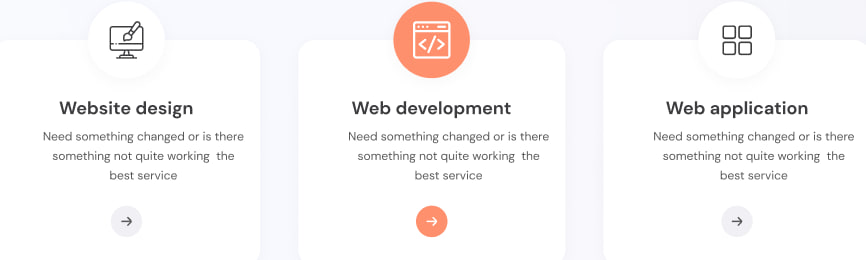 Website design
Need something changed or is there
something not quite working  the
best service
Web development
Need something changed or is there
something not quite working  the
best service
Web application
Need something changed or is there
something not quite working  the
best service